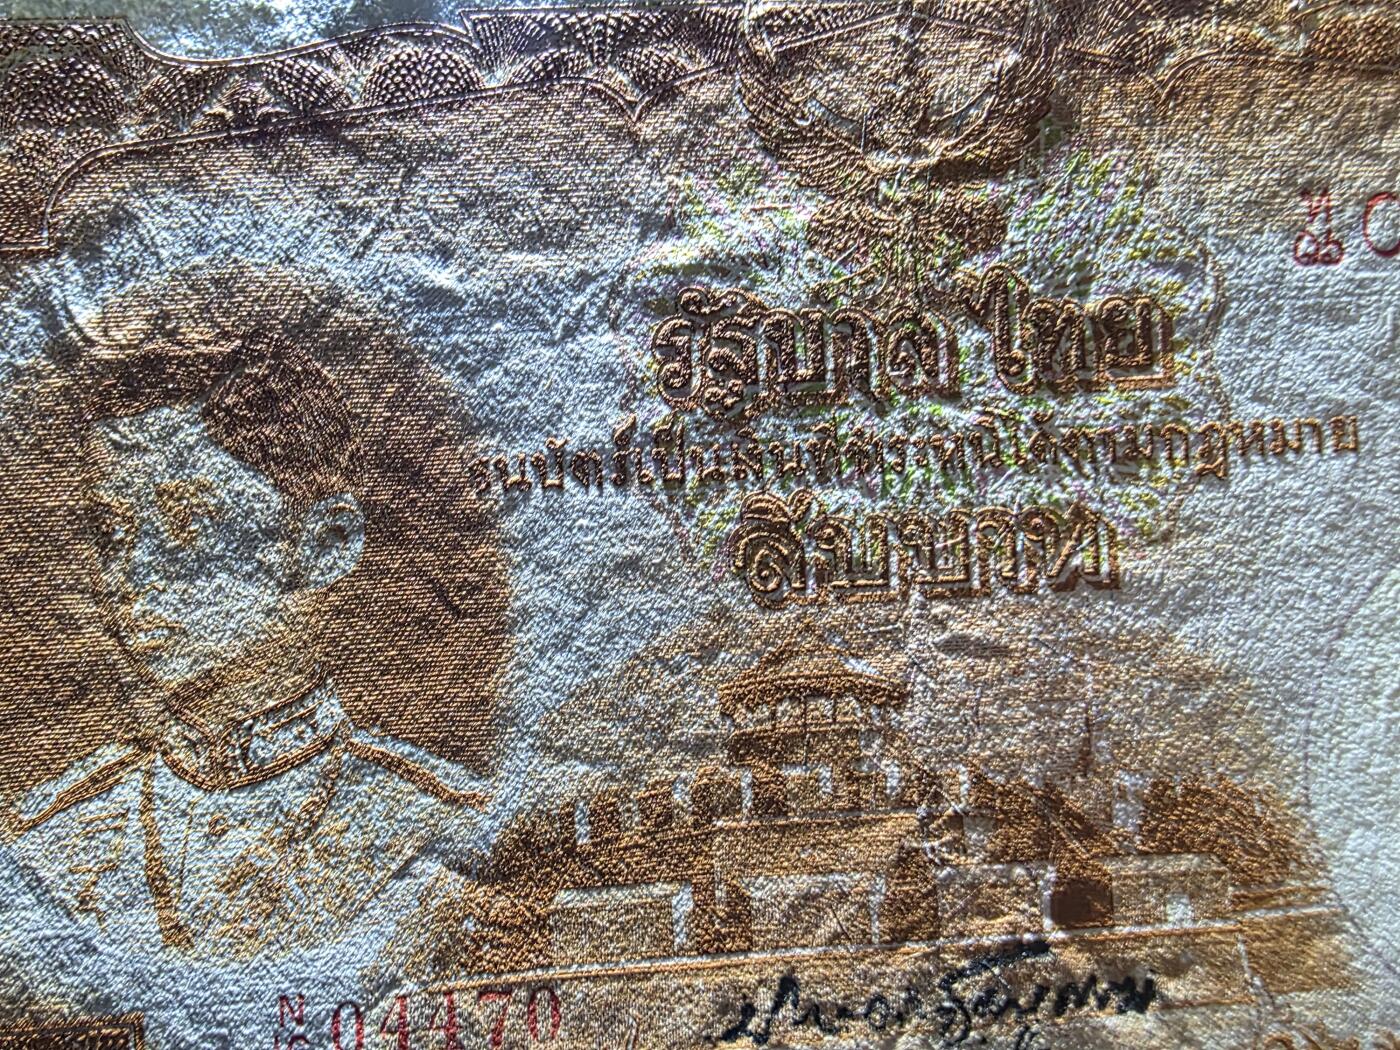 รัฐบาลไทย
ธนบัตร์เป็นเงินที่ชำระหนี้ได้ตามกฎหมาย
สิบบาท
N
04470